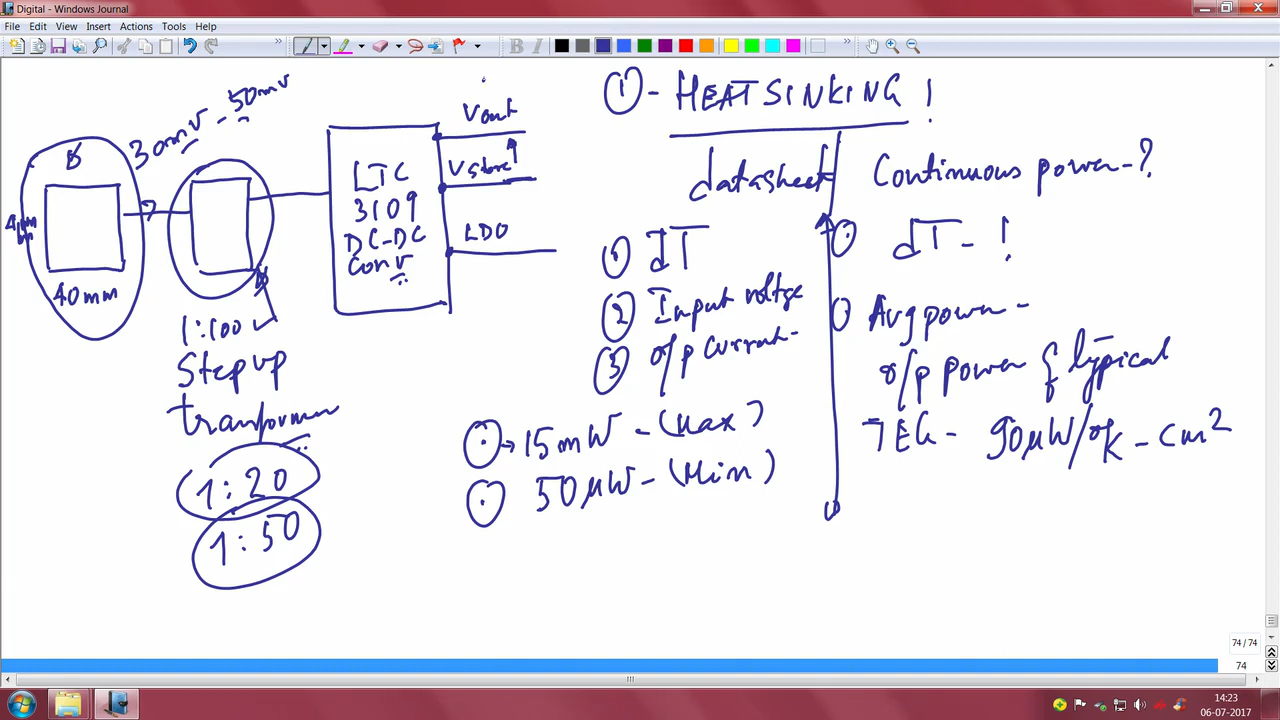 Digital - Windows Journal
File Edit View Insert Actions Tools Help
30mV - 50mV
40mm
1:100 ✓
Step up
tranformer
1:20
1:50
LTC
3109
DC-DC
Conv
Vout
Vstore
LDO
① - HEATSINKING !
datasheet
① dT
② Input voltge
③ o/p current-
→ 15mW - (Max)
50μW - (Min)
Continuous power - ?
dT - !
Avg power -
o/p power of typical
TEG - 90μW/°K - cm²
74 / 74
74
14:23
06-07-2017